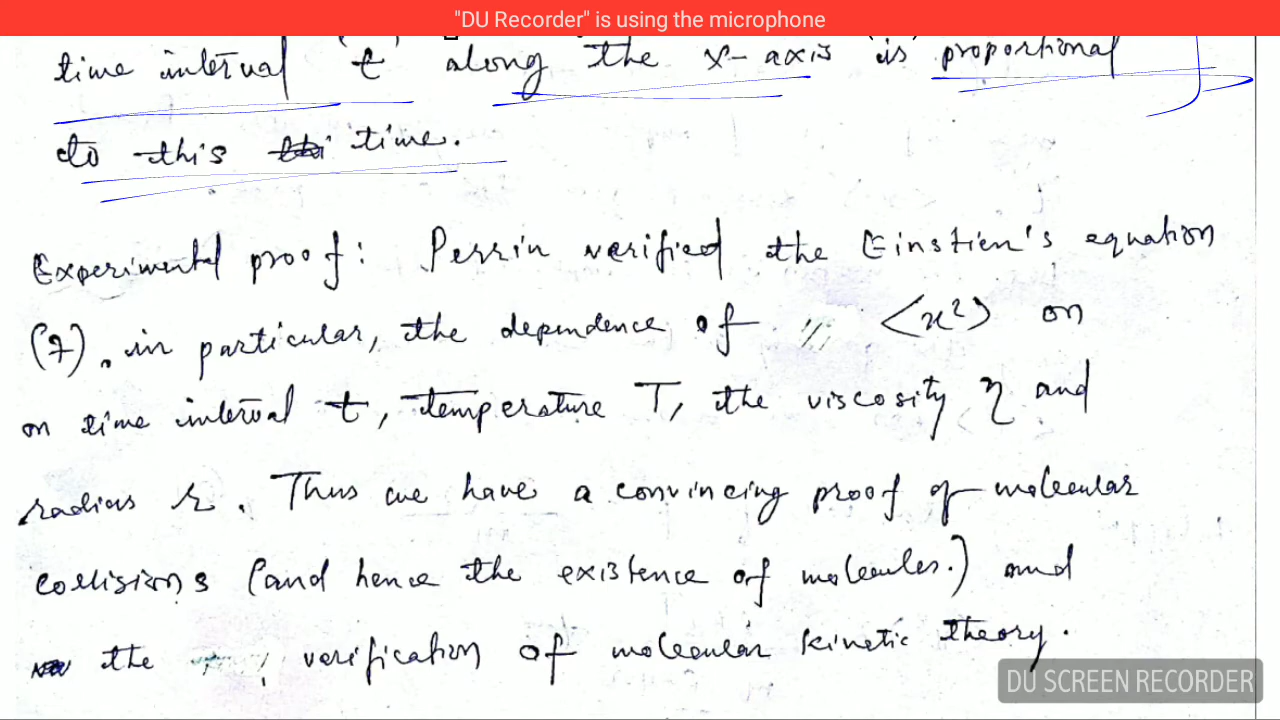 "DU Recorder" is using the microphone
time interval 't' along the x-axis is proportional
to this time.
Experimental proof: Perrin verified the Einstien's equation
(7). in particular, the dependence of <x²> on
on time interval t, temperature T, the viscosity η and
radius r. Thus we have a convincing proof of molecular
collisions (and hence the existence of molecules.) and
the verification of molecular kinetic theory.
DU SCREEN RECORDER